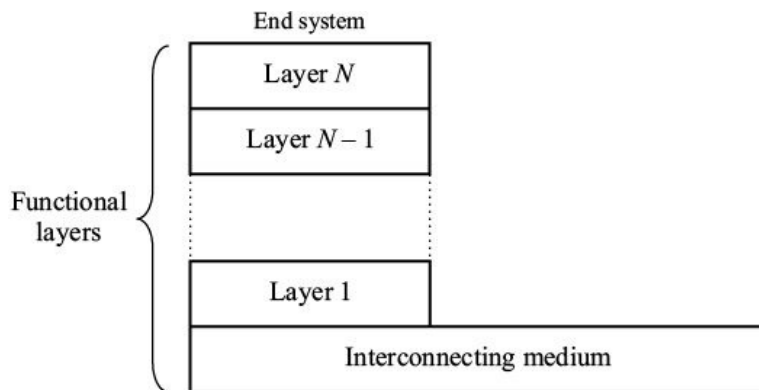 End system
Layer N
Layer N – 1
Functional
layers
Layer 1
Interconnecting medium